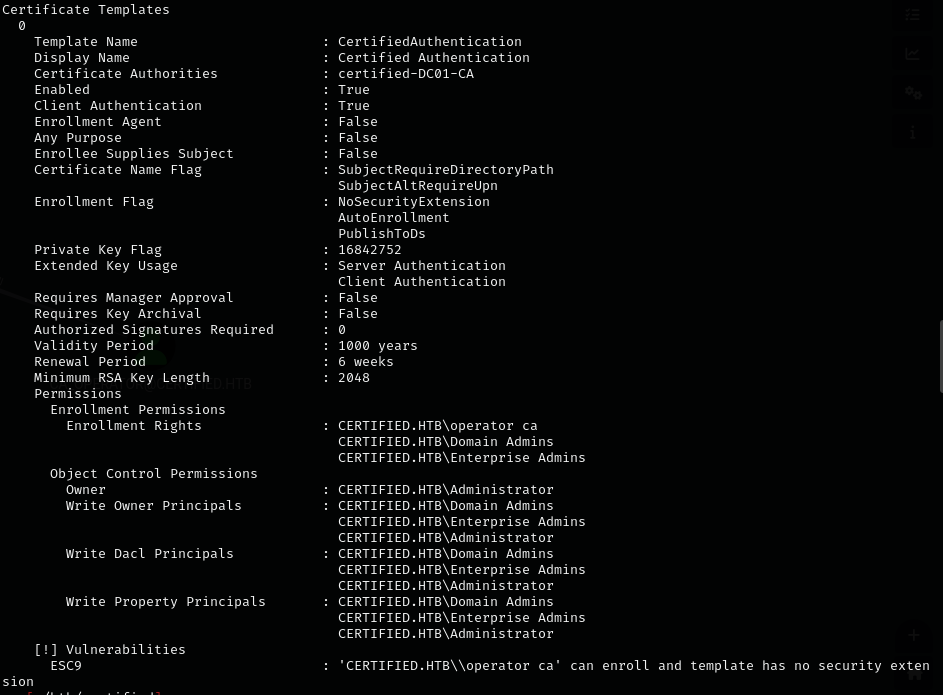 Certificate Templates
0
Template Name : CertifiedAuthentication
Display Name : Certified Authentication
Certificate Authorities : certified-DC01-CA
Enabled : True
Client Authentication : True
Enrollment Agent : False
Any Purpose : False
Enrollee Supplies Subject : False
Certificate Name Flag : SubjectRequireDirectoryPath
SubjectAltRequireUpn
Enrollment Flag : NoSecurityExtension
AutoEnrollment
PublishToDs
Private Key Flag : 16842752
Extended Key Usage : Server Authentication
Client Authentication
Requires Manager Approval : False
Requires Key Archival : False
Authorized Signatures Required : 0
Validity Period : 1000 years
Renewal Period : 6 weeks
Minimum RSA Key Length : 2048
Permissions
Enrollment Permissions
Enrollment Rights : CERTIFIED.HTB\operator ca
CERTIFIED.HTB\Domain Admins
CERTIFIED.HTB\Enterprise Admins
Object Control Permissions
Owner : CERTIFIED.HTB\Administrator
Write Owner Principals : CERTIFIED.HTB\Domain Admins
CERTIFIED.HTB\Enterprise Admins
CERTIFIED.HTB\Administrator
Write Dacl Principals : CERTIFIED.HTB\Domain Admins
CERTIFIED.HTB\Enterprise Admins
CERTIFIED.HTB\Administrator
Write Property Principals : CERTIFIED.HTB\Domain Admins
CERTIFIED.HTB\Enterprise Admins
CERTIFIED.HTB\Administrator
[!] Vulnerabilities
ESC9 : 'CERTIFIED.HTB\\operator ca' can enroll and template has no security exten
sion